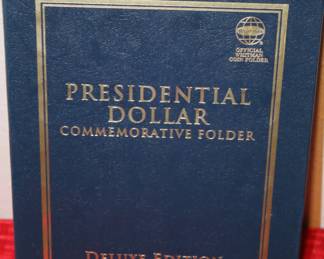 OFFICIAL
WHITMAN
COIN FOLDER
PRESIDENTIAL
DOLLAR
COMMEMORATIVE FOLDER
DELUXE EDITION